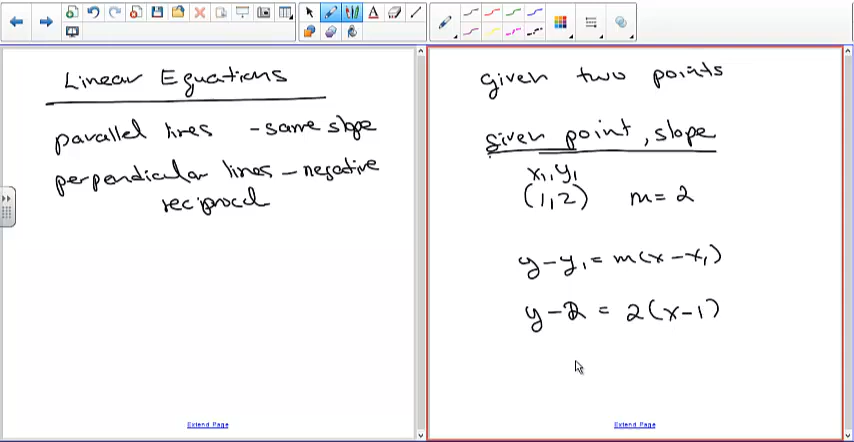 Linear Equations
parallel lines - same slope
perpendicular lines - negative
reciprocal
Extend Page
given two points
given point, slope
x₁, y₁
(1,2) m = 2
y - y₁ = m(x - x₁)
y - 2 = 2(x - 1)
Extend Page